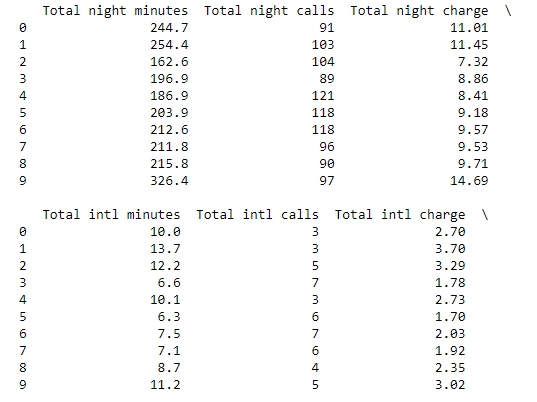 Total night minutes  Total night calls  Total night charge  \
0                244.7                 91               11.01
1                254.4                103               11.45
2                162.6                104                7.32
3                196.9                 89                8.86
4                186.9                121                8.41
5                203.9                118                9.18
6                212.6                118                9.57
7                211.8                 96                9.53
8                215.8                 90                9.71
9                326.4                 97               14.69

   Total intl minutes  Total intl calls  Total intl charge  \
0                10.0                 3               2.70
1                13.7                 3               3.70
2                12.2                 5               3.29
3                 6.6                 7               1.78
4                10.1                 3               2.73
5                 6.3                 6               1.70
6                 7.5                 7               2.03
7                 7.1                 6               1.92
8                 8.7                 4               2.35
9                11.2                 5               3.02